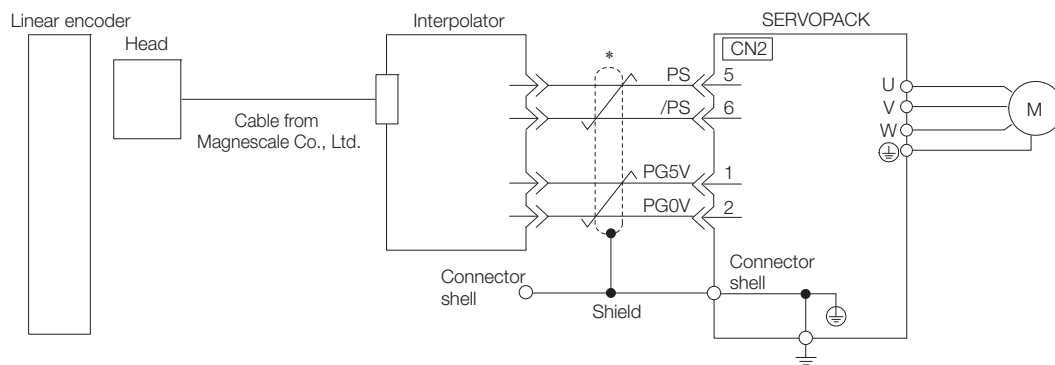 Linear encoder
Head
Cable from
Magnescale Co., Ltd.
Interpolator
*
SERVOPACK
CN2
PS 5
/PS 6
PG5V 1
PG0V 2
Connector
shell
Shield
Connector
shell
U
V
W
M